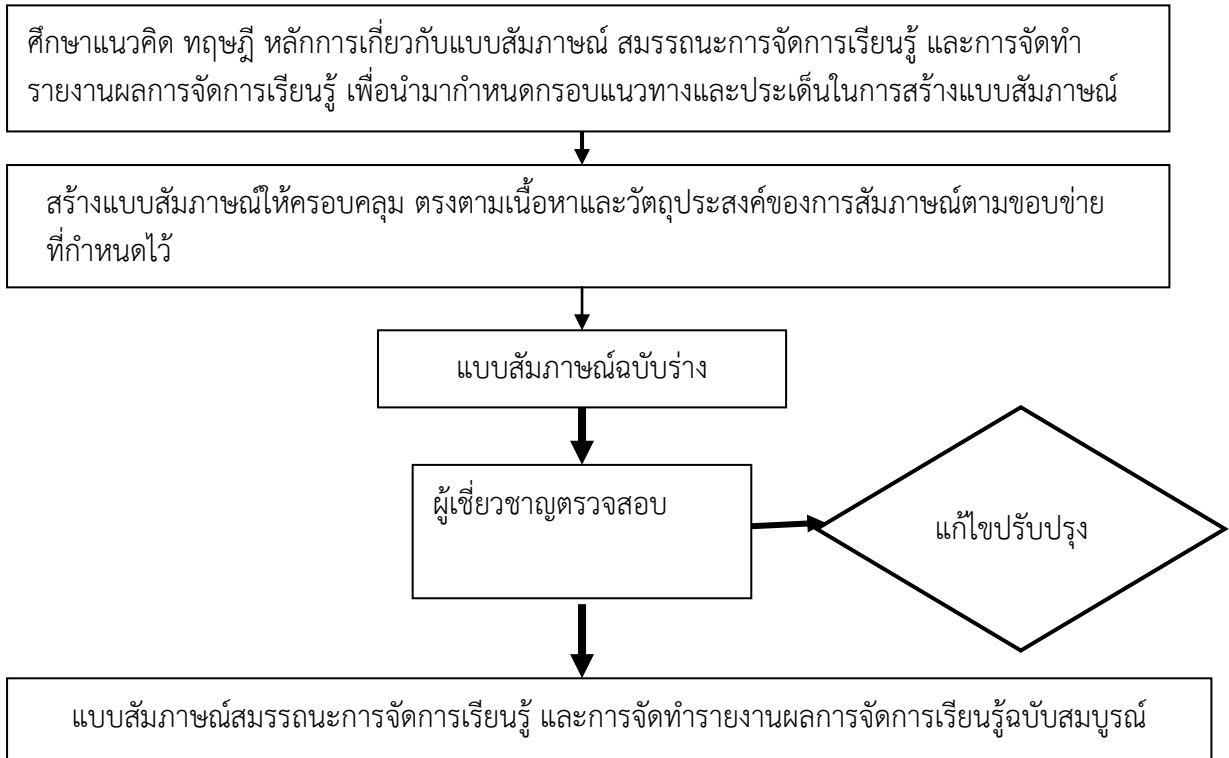 ศึกษาแนวคิด ทฤษฎี หลักการเกี่ยวกับแบบสัมภาษณ์ สมรรถนะการจัดการเรียนรู้ และการจัดทำ
รายงานผลการจัดการเรียนรู้ เพื่อนำมากำหนดกรอบแนวทางและประเด็นในการสร้างแบบสัมภาษณ์
สร้างแบบสัมภาษณ์ให้ครอบคลุม ตรงตามเนื้อหาและวัตถุประสงค์ของการสัมภาษณ์ตามขอบข่าย
ที่กำหนดไว้
แบบสัมภาษณ์ฉบับร่าง
ผู้เชี่ยวชาญตรวจสอบ
แก้ไขปรับปรุง
แบบสัมภาษณ์สมรรถนะการจัดการเรียนรู้ และการจัดทำรายงานผลการจัดการเรียนรู้ฉบับสมบูรณ์